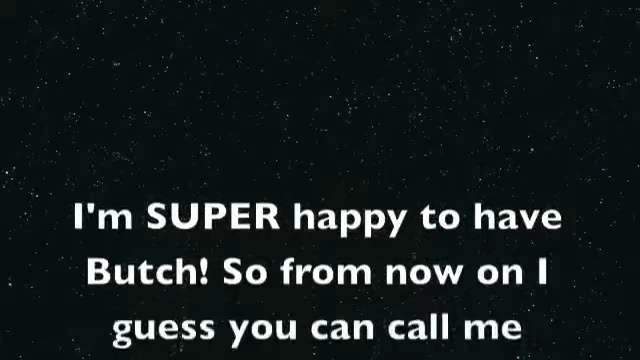 I'm SUPER happy to have
Butch! So from now on I
guess you can call me